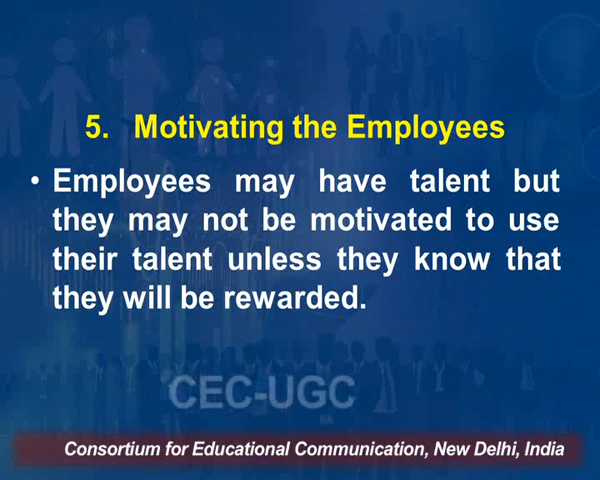 5. Motivating the Employees
• Employees may have talent but
they may not be motivated to use
their talent unless they know that
they will be rewarded.
CEC-UGC
Consortium for Educational Communication, New Delhi, India